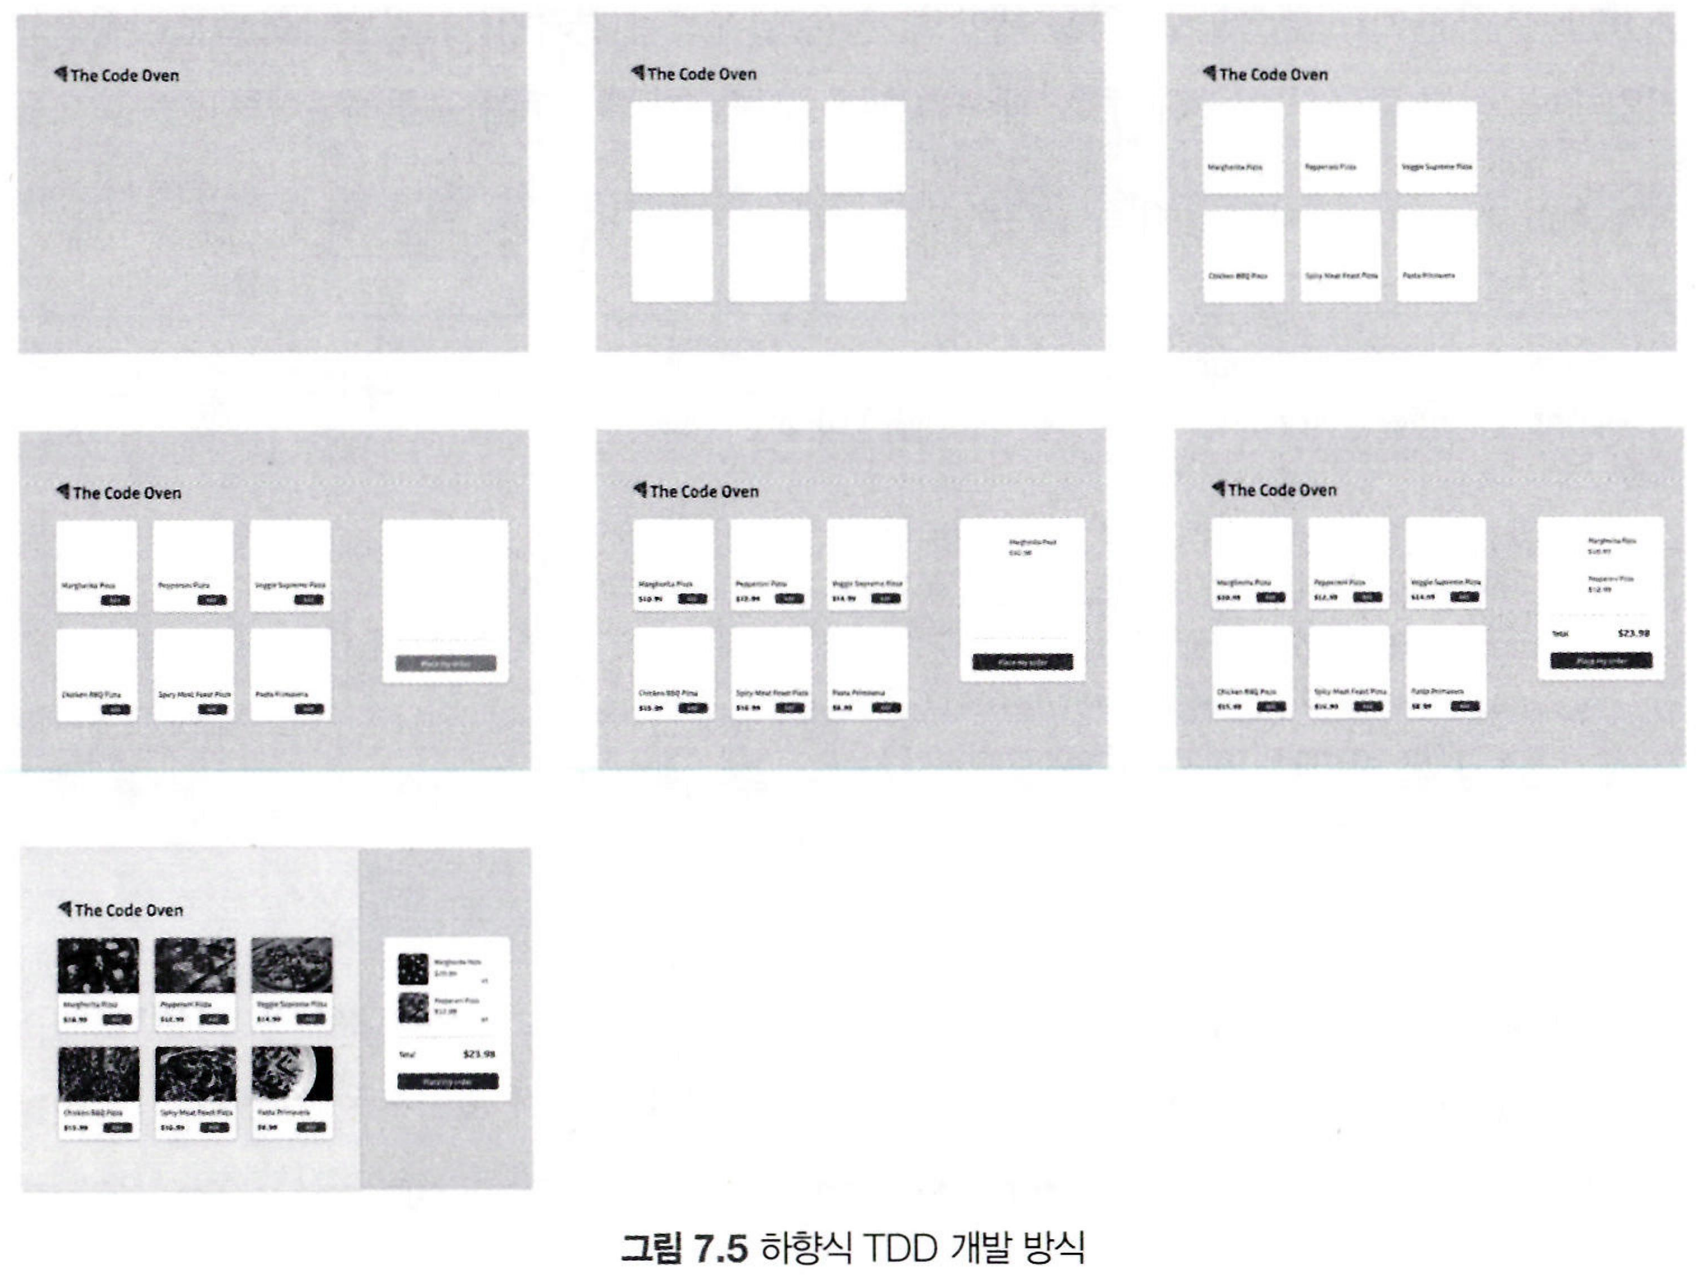 The Code Oven
The Code Oven
The Code Oven
Margherita Pizza
Pepperoni Pizza
Veggie Supreme Pizza
Chicken BBQ Pizza
Spicy Meat Feast Pizza
Pasta Primavera
The Code Oven
Margherita Pizza
Pepperoni Pizza
Veggie Supreme Pizza
Add
Add
Add
Chicken BBQ Pizza
Spicy Meat Feast Pizza
Pasta Primavera
Add
Add
Add
Place my order
The Code Oven
Margherita Pizza
Pepperoni Pizza
Veggie Supreme Pizza
$10.99 Add
$12.99 Add
$14.99 Add
Chicken BBQ Pizza
Spicy Meat Feast Pizza
Pasta Primavera
$15.99 Add
$16.99 Add
$8.99 Add
Margherita Pizza
$10.99
Place my order
The Code Oven
Margherita Pizza
Pepperoni Pizza
Veggie Supreme Pizza
$10.99 Add
$12.99 Add
$14.99 Add
Chicken BBQ Pizza
Spicy Meat Feast Pizza
Pasta Primavera
$15.99 Add
$16.99 Add
$8.99 Add
Margherita Pizza
$10.99
Pepperoni Pizza
$12.99
Total $23.98
Place my order
The Code Oven
Margherita Pizza
Pepperoni Pizza
Veggie Supreme Pizza
$10.99 Add
$12.99 Add
$14.99 Add
Chicken BBQ Pizza
Spicy Meat Feast Pizza
Pasta Primavera
$15.99 Add
$16.99 Add
$8.99 Add
Margherita Pizza
$10.99
Pepperoni Pizza
$12.99
Total $23.98
Place my order
그림 7.5 하향식 TDD 개발 방식